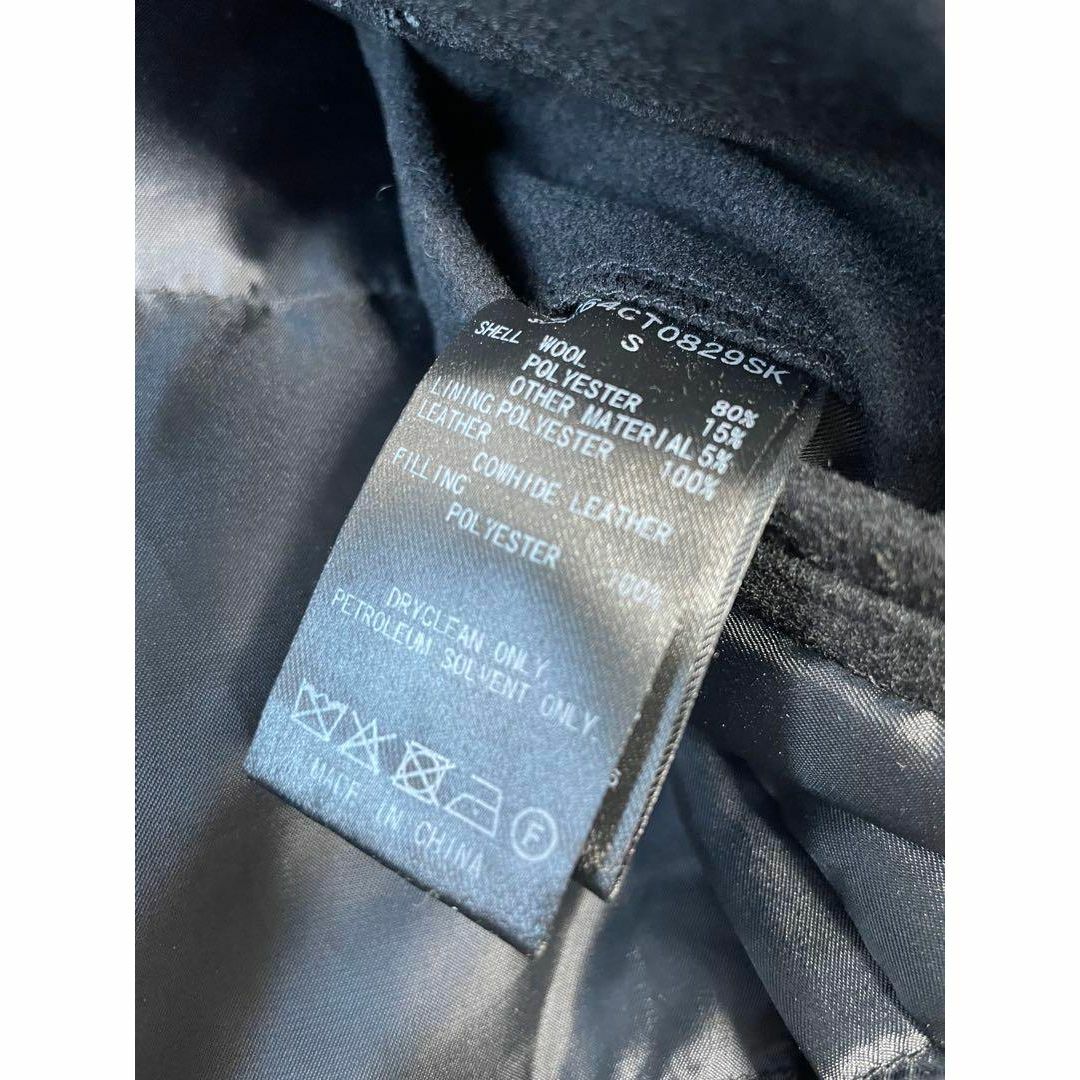 64CT0829SK
S
SHELL WOOL 80%
POLYESTER 15%
OTHER MATERIAL 5%
LINING POLYESTER 100%
LEATHER
COWHIDE LEATHER
FILLING
POLYESTER 100%
DRYCLEAN ONLY,
PETROLEUM SOLVENT ONLY.
F
MADE IN CHINA